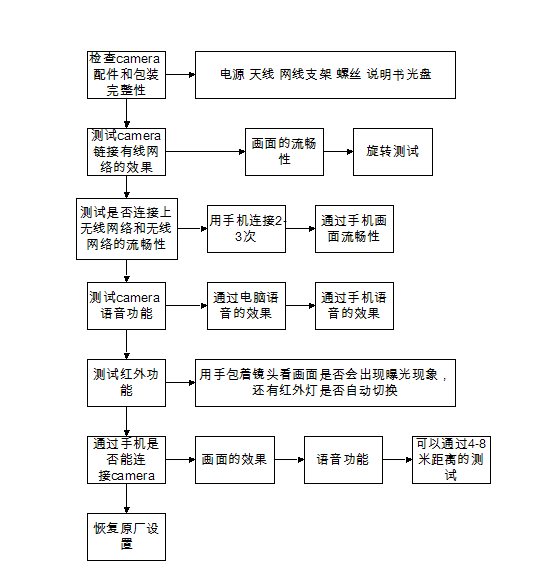 检查camera
配件和包装
完整性
电源 天线 网线支架 螺丝 说明书光盘
测试camera
链接有线网
络的效果
画面的流畅
性
旋转测试
测试是否连接上
无线网络和无线
网络的流畅性
用手机连接2-
3次
通过手机画
面流畅性
测试camera
语音功能
通过电脑语
音的效果
通过手机语
音的效果
测试红外功
能
用手包着镜头看画面是否会出现曝光现象，
还有红外灯是否自动切换
通过手机是
否能连
接camera
画面的效果
语音功能
可以通过4-8
米距离的测
试
恢复原厂设
置